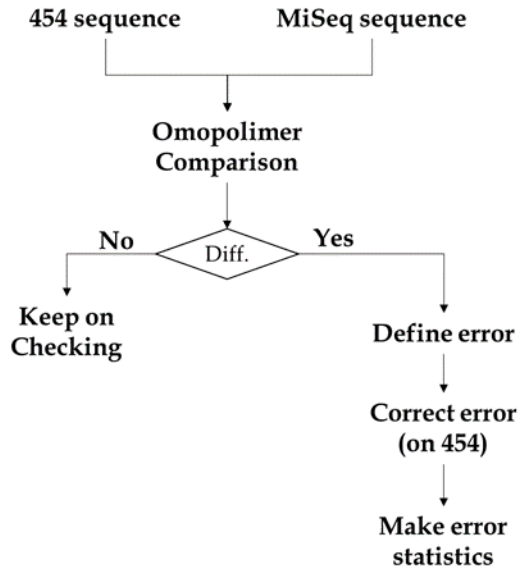 454 sequence
MiSeq sequence
Omopolimer
Comparison
No
Diff.
Yes
Keep on
Checking
Define error
Correct error
(on 454)
Make error
statistics